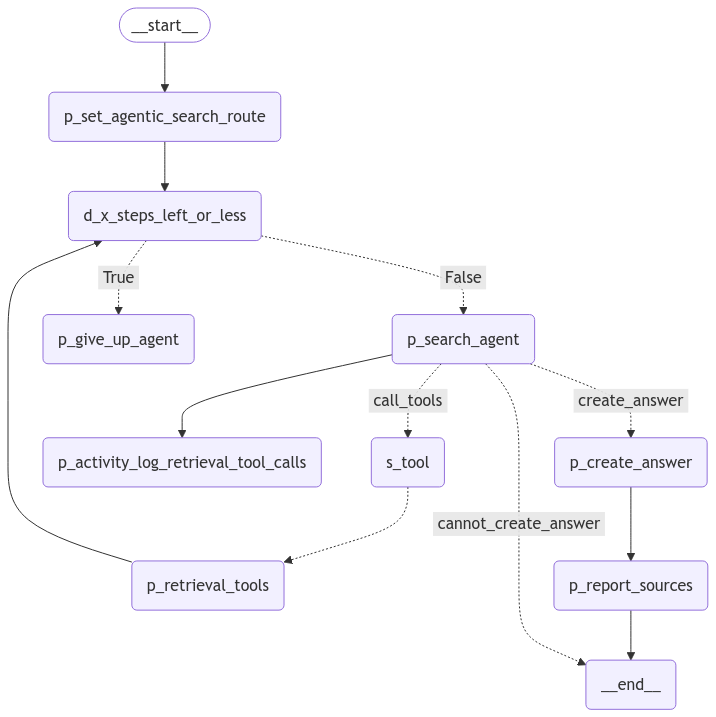 __start__
p_set_agentic_search_route
d_x_steps_left_or_less
True
False
p_give_up_agent
p_search_agent
call_tools
create_answer
p_activity_log_retrieval_tool_calls
s_tool
p_create_answer
cannot_create_answer
p_retrieval_tools
p_report_sources
__end__